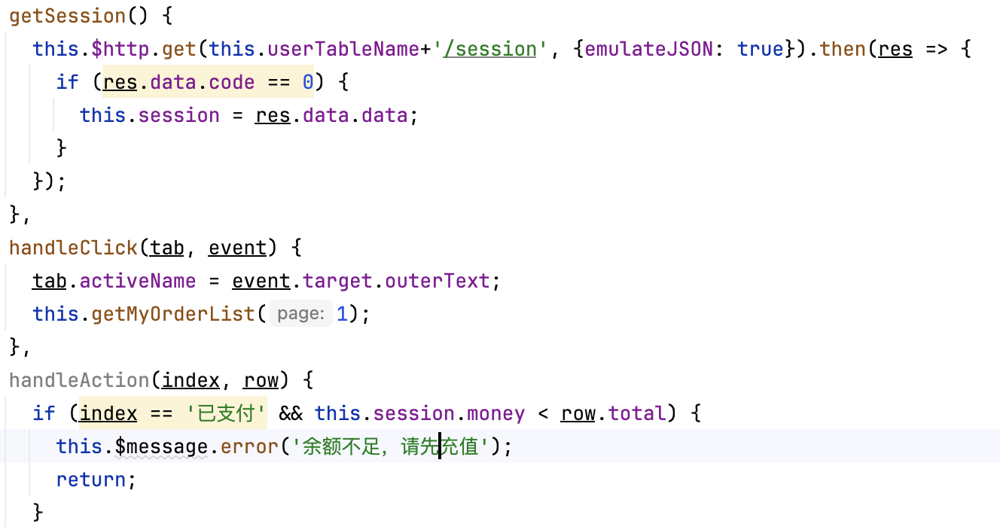 getSession() {
  this.$http.get(this.userTableName+'/session', {emulateJSON: true}).then(res => {
    if (res.data.code == 0) {
      this.session = res.data.data;
    }
  });
},
handleClick(tab, event) {
  tab.activeName = event.target.outerText;
  this.getMyOrderList( page: 1);
},
handleAction(index, row) {
  if (index == '已支付' && this.session.money < row.total) {
    this.$message.error('余额不足，请先充值');
    return;
  }